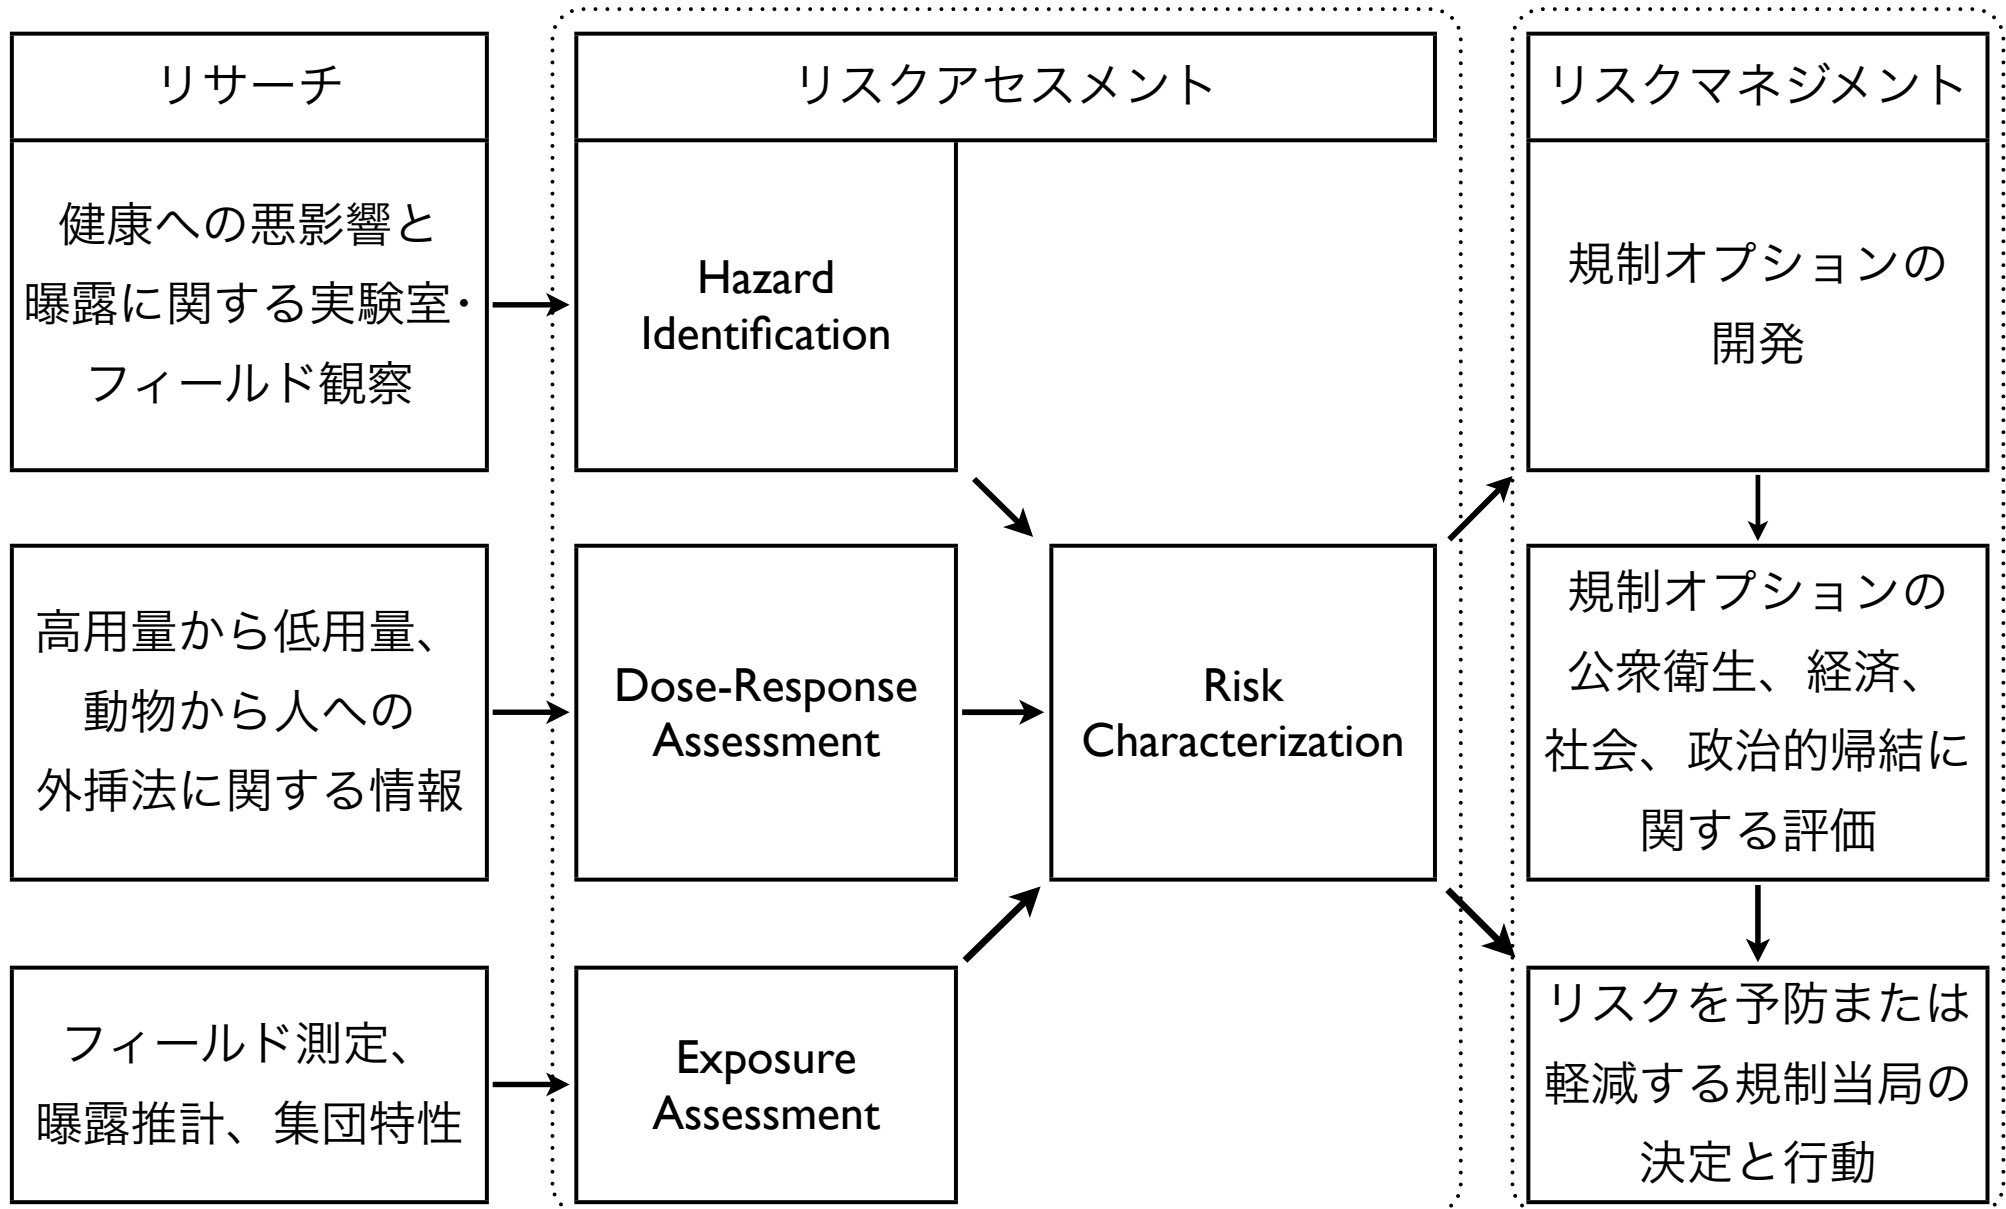 リサーチ
健康への悪影響と
曝露に関する実験室・
フィールド観察
高用量から低用量、
動物から人への
外挿法に関する情報
フィールド測定、
曝露推計、集団特性
リスクアセスメント
Hazard
Identification
Dose-Response
Assessment
Exposure
Assessment
Risk
Characterization
リスクマネジメント
規制オプションの
開発
規制オプションの
公衆衛生、経済、
社会、政治的帰結に
関する評価
リスクを予防または
軽減する規制当局の
決定と行動